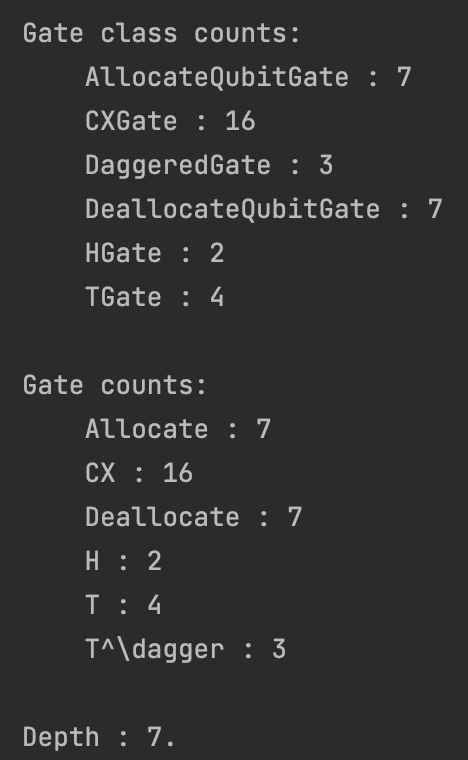 Gate class counts:
AllocateQubitGate : 7
CXGate : 16
DaggeredGate : 3
DeallocateQubitGate : 7
HGate : 2
TGate : 4
Gate counts:
Allocate : 7
CX : 16
Deallocate : 7
H : 2
T : 4
T^\dagger : 3
Depth : 7.